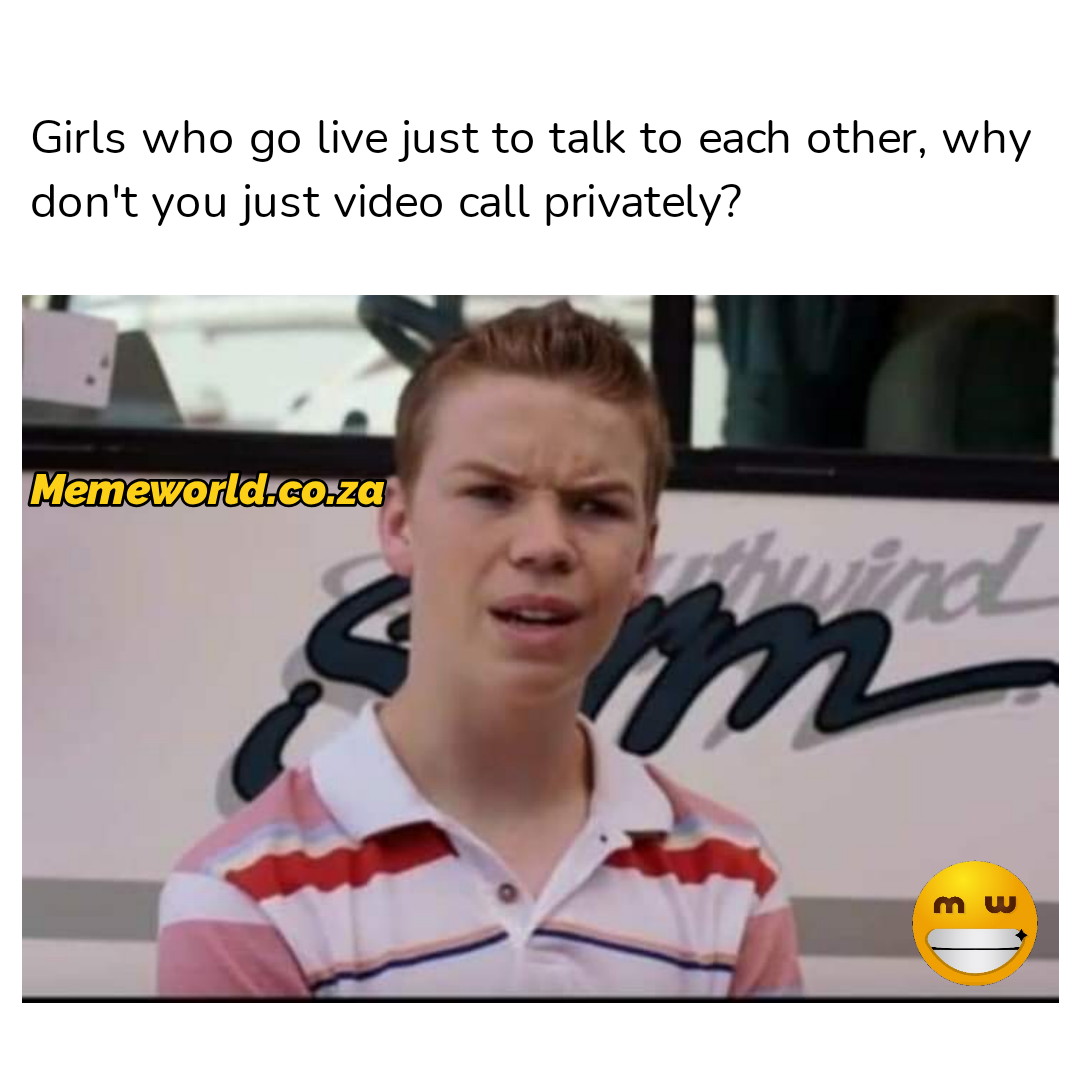 Girls who go live just to talk to each other, why
don't you just video call privately?
Memeworld.co.za
m w